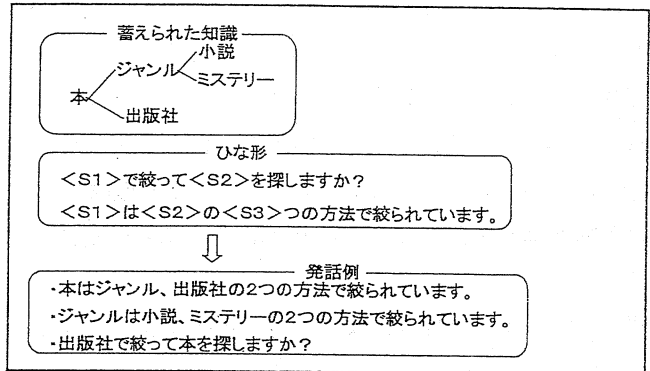 蓄えられた知識
小説
ジャンル
ミステリー
本
出版社
ひな形
<S1>で絞って<S2>を探しますか？
<S1>は<S2>の<S3>つの方法で絞られています。
発話例
・本はジャンル、出版社の2つの方法で絞られています。
・ジャンルは小説、ミステリーの2つの方法で絞られています。
・出版社で絞って本を探しますか？